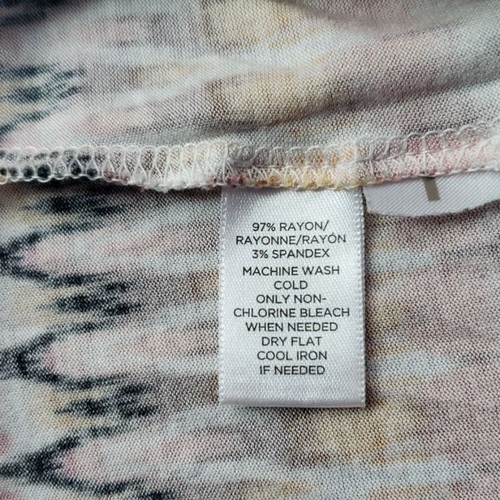 97% RAYON/
RAYONNE/RAYÓN
3% SPANDEX
MACHINE WASH
COLD
ONLY NON-
CHLORINE BLEACH
WHEN NEEDED
DRY FLAT
COOL IRON
IF NEEDED